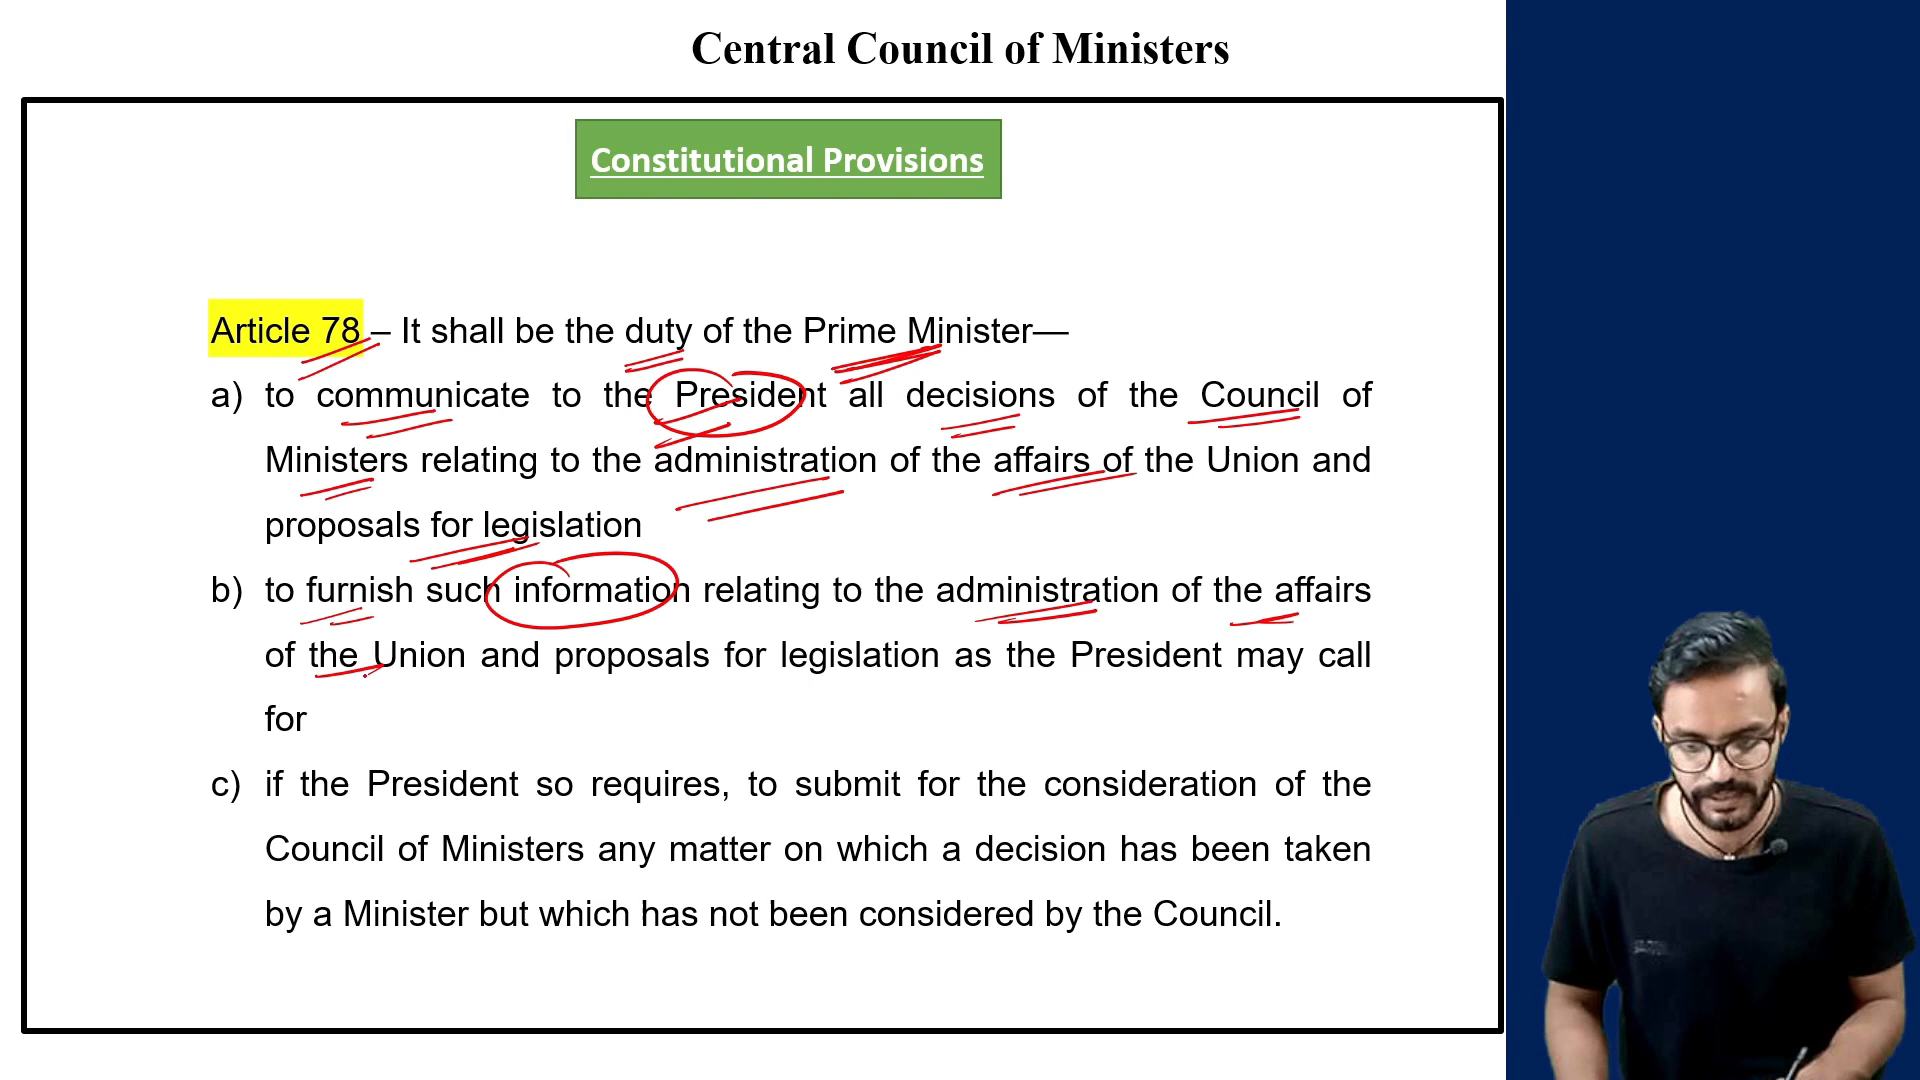 Central Council of Ministers
Constitutional Provisions
Article 78 – It shall be the duty of the Prime Minister—
a) to communicate to the President all decisions of the Council of
Ministers relating to the administration of the affairs of the Union and
proposals for legislation
b) to furnish such information relating to the administration of the affairs
of the Union and proposals for legislation as the President may call
for
c) if the President so requires, to submit for the consideration of the
Council of Ministers any matter on which a decision has been taken
by a Minister but which has not been considered by the Council.